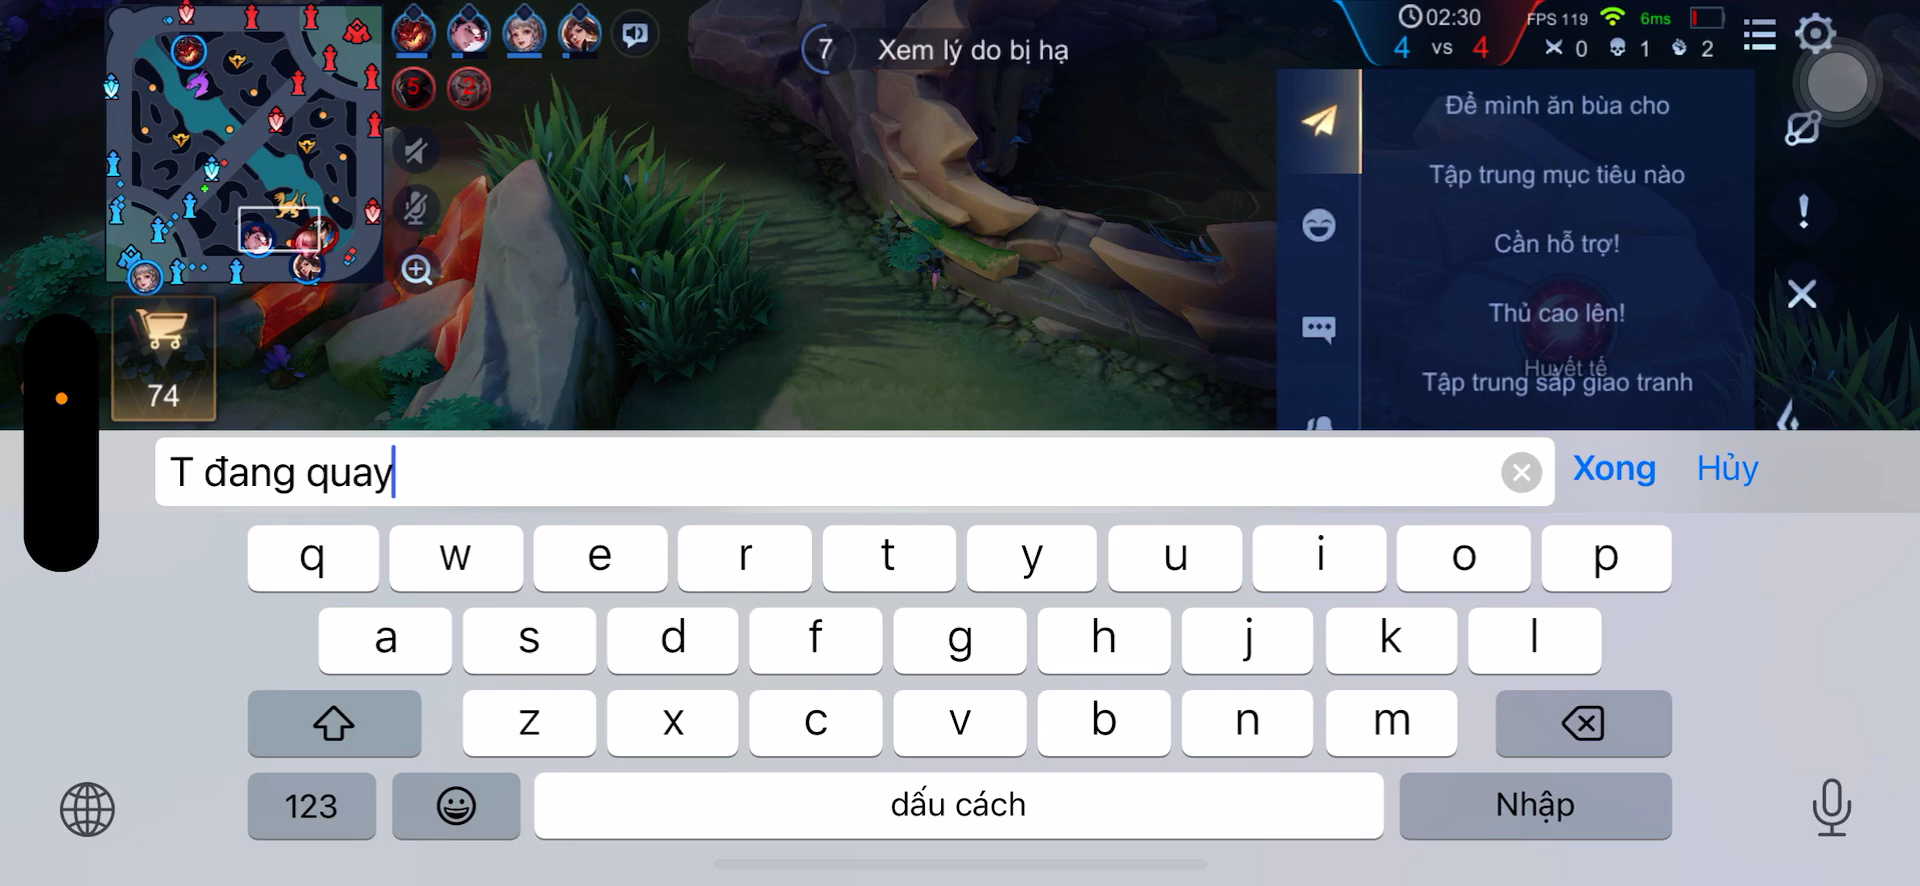 7 Xem lý do bị hạ
02:30 FPS 119 6ms
4 vs 4 0 1 2
5 2
Để mình ăn bùa cho
Tập trung mục tiêu nào
Cần hỗ trợ!
Thủ cao lên!
Huyết tế
Tập trung sắp giao tranh
74
T đang quay
Xong Hủy
q w e r t y u i o p
a s d f g h j k l
z x c v b n m
123 dấu cách Nhập